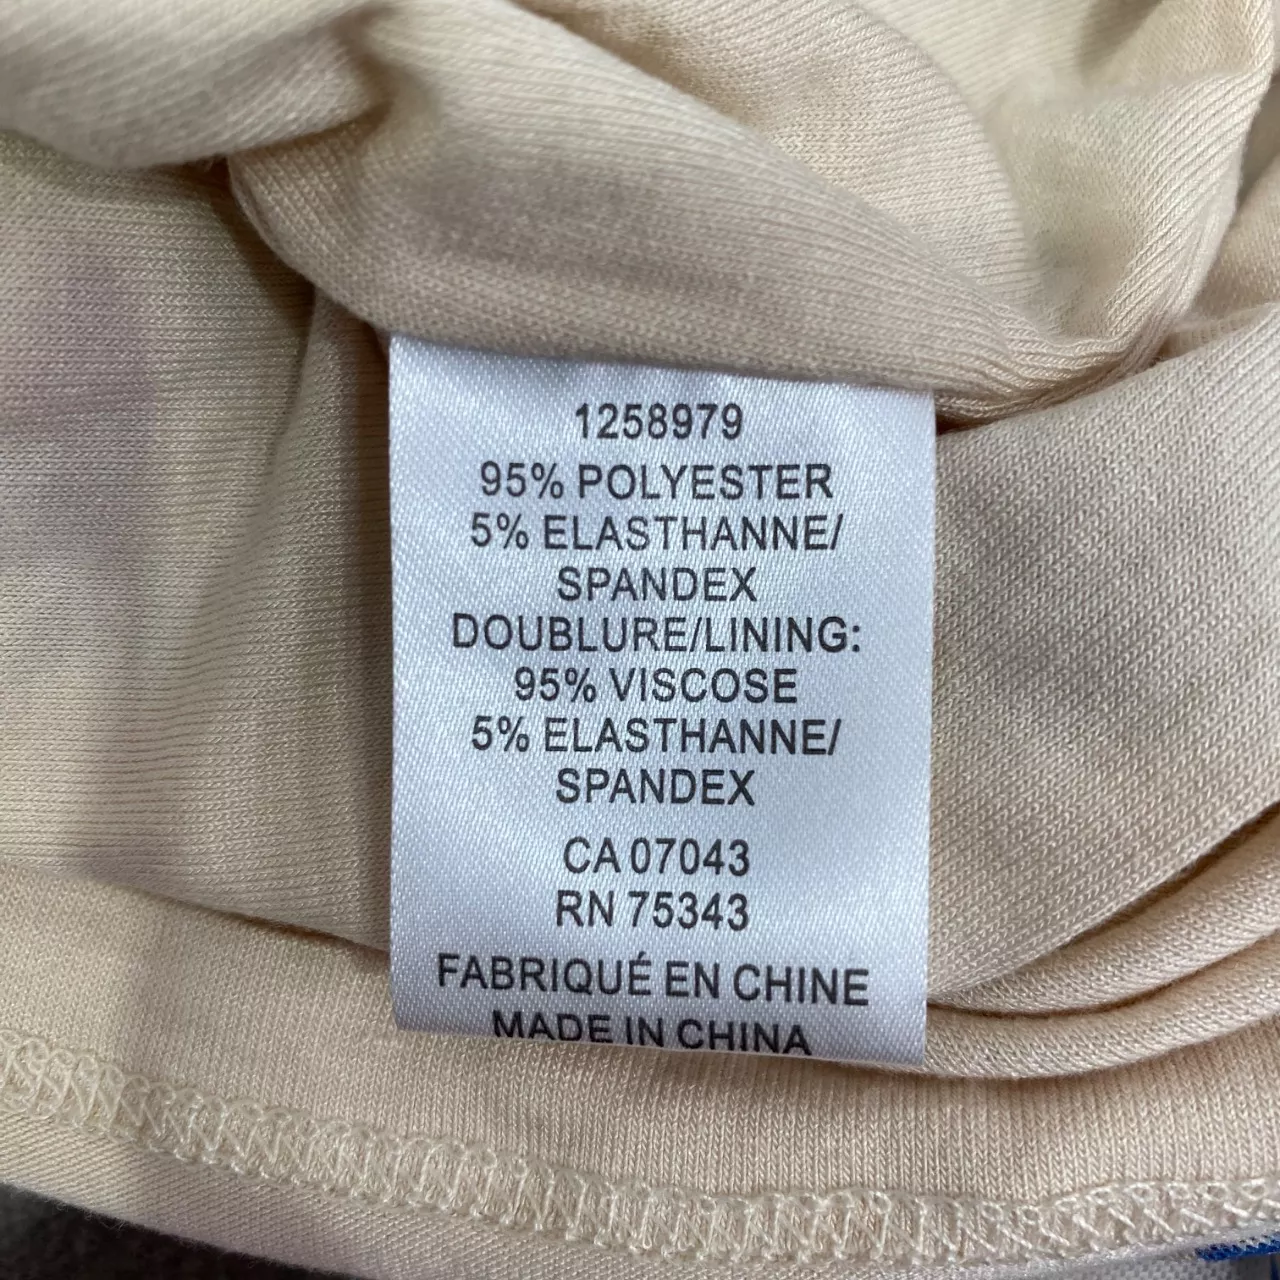 1258979
95% POLYESTER
5% ELASTHANNE/
SPANDEX
DOUBLURE/LINING:
95% VISCOSE
5% ELASTHANNE/
SPANDEX
CA 07043
RN 75343
FABRIQUÉ EN CHINE
MADE IN CHINA